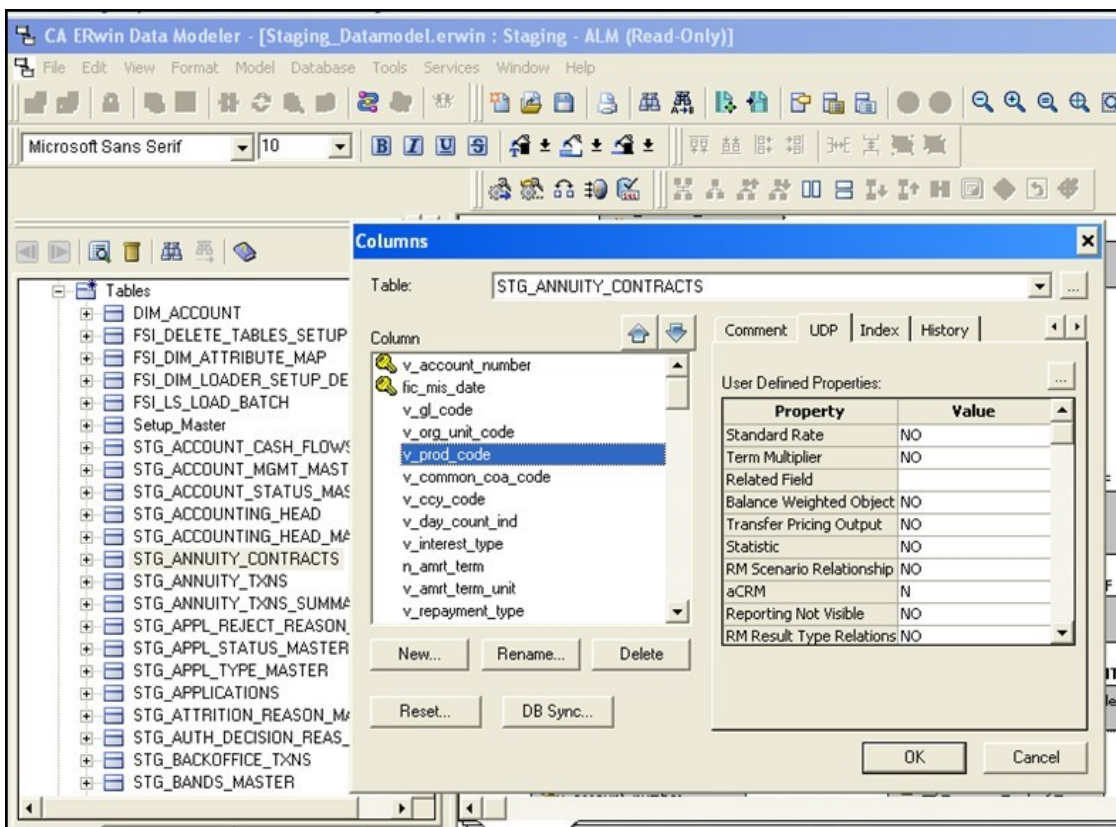 CA ERwin Data Modeler - [Staging_Datamodel.erwin : Staging - ALM (Read-Only)]
File Edit View Format Model Database Tools Services Window Help
Microsoft Sans Serif 10 B I U S
Tables
DIM_ACCOUNT
FSI_DELETE_TABLES_SETUP
FSI_DIM_ATTRIBUTE_MAP
FSI_DIM_LOADER_SETUP_DE
FSI_LS_LOAD_BATCH
Setup_Master
STG_ACCOUNT_CASH_FLOWS
STG_ACCOUNT_MGMT_MAST
STG_ACCOUNT_STATUS_MAS
STG_ACCOUNTING_HEAD
STG_ACCOUNTING_HEAD_MA
STG_ANNUITY_CONTRACTS
STG_ANNUITY_TXNS
STG_ANNUITY_TXNS_SUMMA
STG_APPL_REJECT_REASON_
STG_APPL_STATUS_MASTER
STG_APPL_TYPE_MASTER
STG_APPLICATIONS
STG_ATTRITION_REASON_MA
STG_AUTH_DECISION_REAS_
STG_BACKOFFICE_TXNS
STG_BANDS_MASTER
Columns
Table: STG_ANNUITY_CONTRACTS ...
Column
v_account_number
fic_mis_date
v_gl_code
v_org_unit_code
v_prod_code
v_common_coa_code
v_ccy_code
v_day_count_ind
v_interest_type
n_amrt_term
v_amrt_term_unit
v_repayment_type
New... Rename... Delete
Reset... DB Sync...
Comment UDP Index History
User Defined Properties: ...
Property Value
Standard Rate NO
Term Multiplier NO
Related Field
Balance Weighted Object NO
Transfer Pricing Output NO
Statistic NO
RM Scenario Relationship NO
aCRM N
Reporting Not Visible NO
RM Result Type Relations NO
OK Cancel